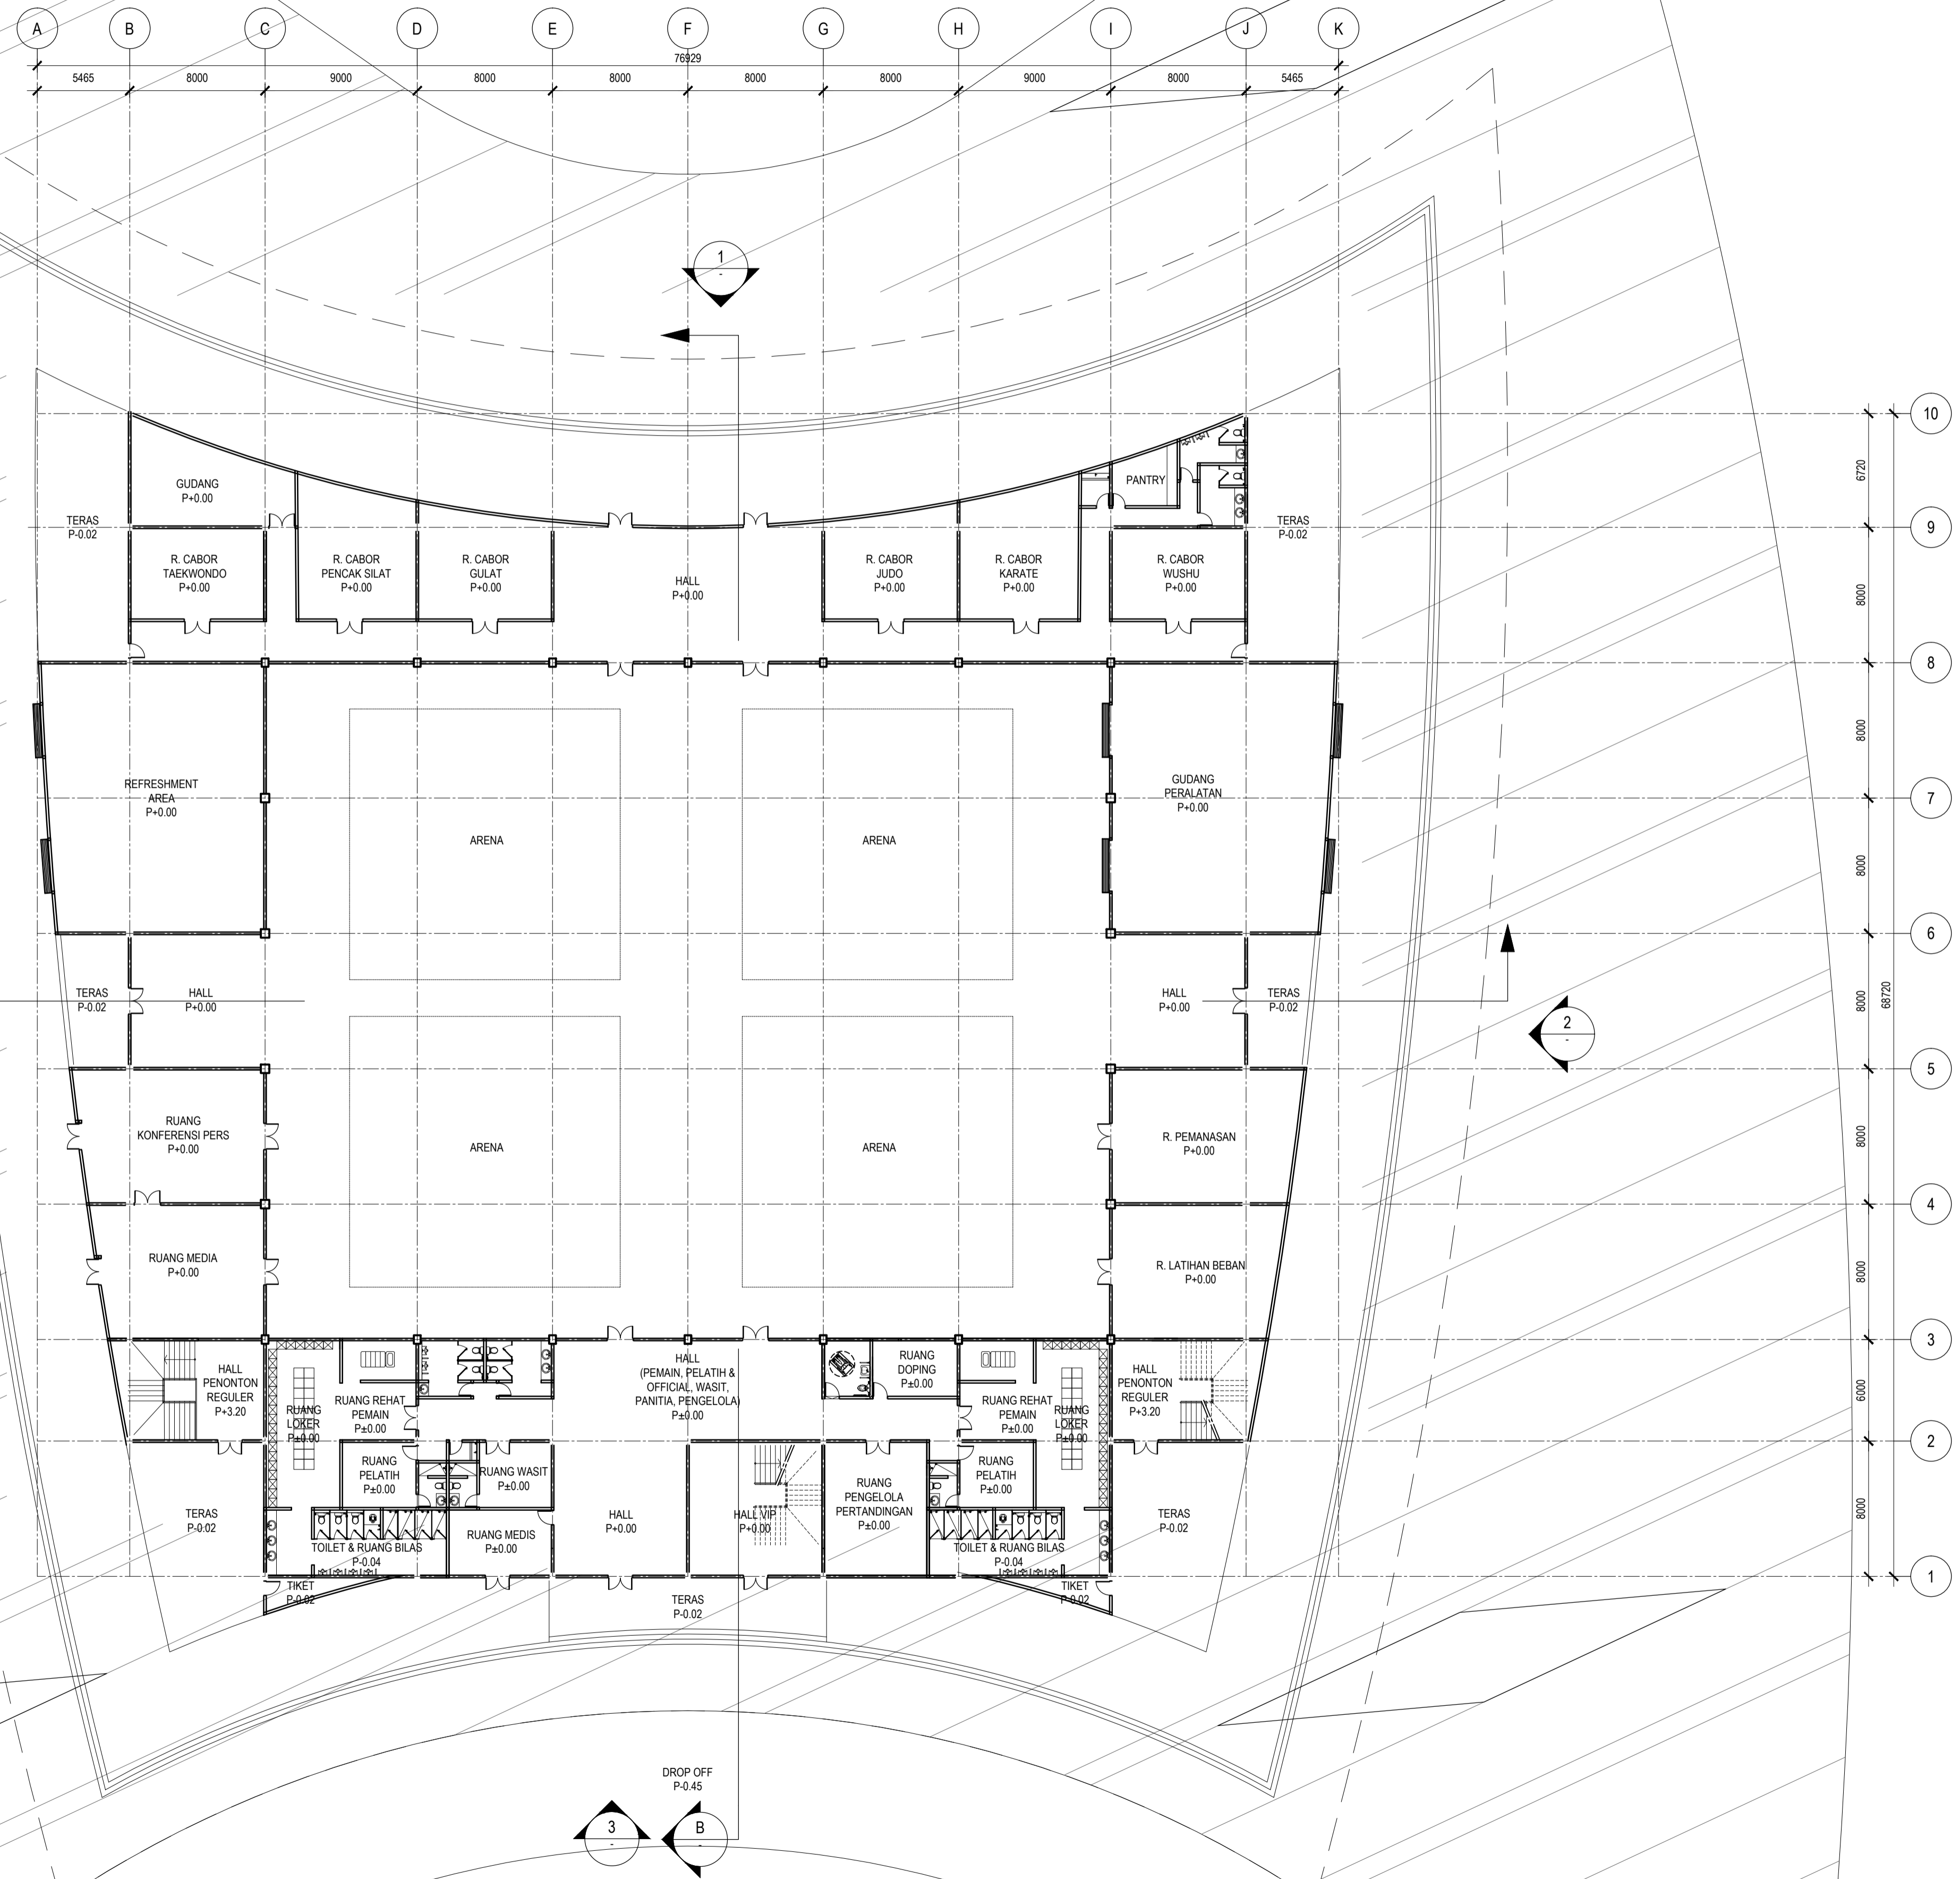 A B C D E F G H I J K
76929
5465 8000 9000 8000 8000 8000 8000 9000 8000 5465
1
-
10
6720
GUDANG
P+0.00
PANTRY
TERAS
P-0.02
TERAS
P-0.02
9
R. CABOR
TAEKWONDO
P+0.00
R. CABOR
PENCAK SILAT
P+0.00
R. CABOR
GULAT
P+0.00
HALL
P+0.00
R. CABOR
JUDO
P+0.00
R. CABOR
KARATE
P+0.00
R. CABOR
WUSHU
P+0.00
8000
8
8000
REFRESHMENT
AREA
P+0.00
GUDANG
PERALATAN
P+0.00
7
ARENA
ARENA
8000
6
TERAS
P-0.02
HALL
P+0.00
HALL
P+0.00
TERAS
P-0.02
8000
68720
2
-
5
RUANG
KONFERENSI PERS
P+0.00
ARENA
ARENA
R. PEMANASAN
P+0.00
8000
4
RUANG MEDIA
P+0.00
R. LATIHAN BEBAN
P+0.00
8000
3
HALL
PENONTON
REGULER
P+3.20
RUANG
LOKER
P±0.00
RUANG REHAT
PEMAIN
P±0.00
HALL
(PEMAIN, PELATIH &
OFFICIAL, WASIT,
PANITIA, PENGELOLA)
P±0.00
RUANG
DOPING
P±0.00
RUANG REHAT
PEMAIN
P±0.00
RUANG
LOKER
P±0.00
HALL
PENONTON
REGULER
P+3.20
6000
2
RUANG
PELATIH
P±0.00
RUANG WASIT
P±0.00
RUANG
PENGELOLA
PERTANDINGAN
P±0.00
RUANG
PELATIH
P±0.00
TERAS
P-0.02
RUANG MEDIS
P±0.00
HALL
P+0.00
HALL VIP
P+0.00
TERAS
P-0.02
8000
TOILET & RUANG BILAS
P-0.04
TOILET & RUANG BILAS
P-0.04
1
TIKET
P-0.02
TERAS
P-0.02
TIKET
P-0.02
DROP OFF
P-0.45
3
-
B
-